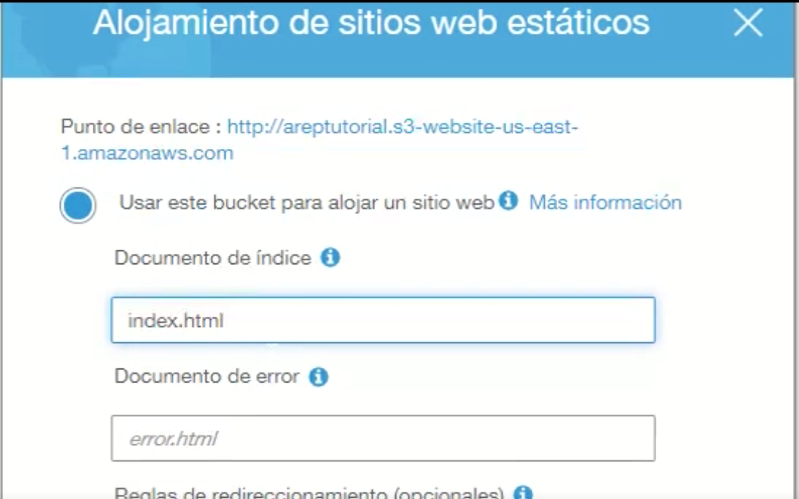 Alojamiento de sitios web estáticos
Punto de enlace : http://areptutorial.s3-website-us-east-
1.amazonaws.com
Usar este bucket para alojar un sitio web Más información
Documento de índice
index.html
Documento de error
error.html
Reglas de redireccionamiento (opcionales)